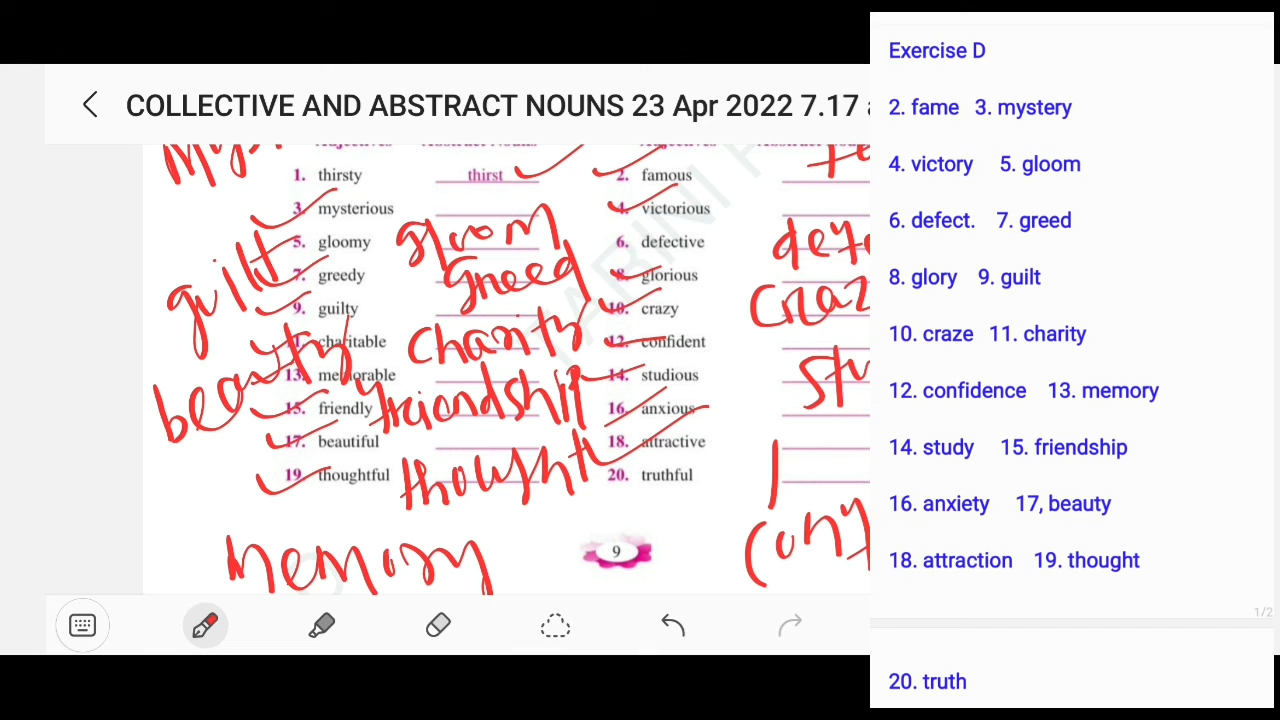 COLLECTIVE AND ABSTRACT NOUNS 23 Apr 2022 7.17
1. thirsty thirst 2. famous
3. mysterious 4. victorious
5. gloomy gloom 6. defective
7. greedy greed 8. glorious
guilt
9. guilty 10. crazy
11. charitable charity 12. confident
13. memorable 14. studious
beauty
15. friendly friendship 16. anxious
17. beautiful 18. attractive
19. thoughtful thought 20. truthful
9
memory
Exercise D
2. fame 3. mystery
4. victory 5. gloom
6. defect. 7. greed
8. glory 9. guilt
10. craze 11. charity
12. confidence 13. memory
14. study 15. friendship
16. anxiety 17, beauty
18. attraction 19. thought
1/2
20. truth